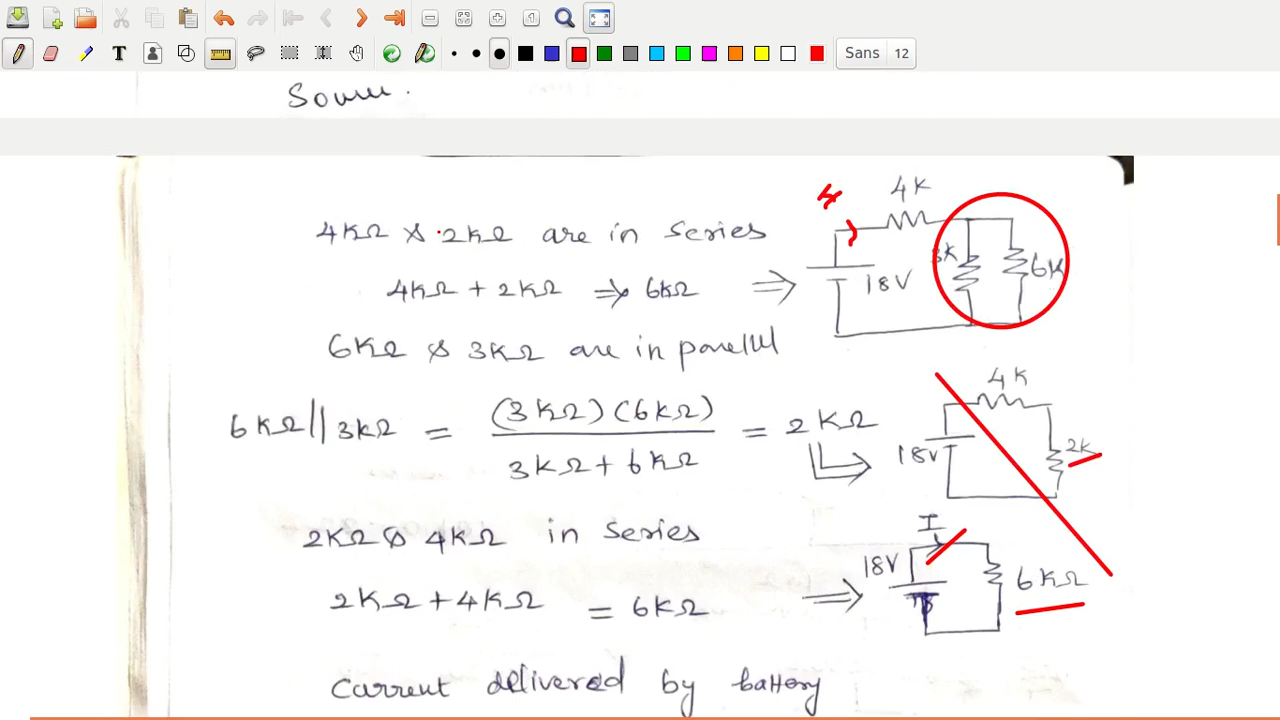 Sans 12
4KΩ & 2KΩ are in series
4KΩ + 2KΩ ⇒ 6KΩ ⇒
6KΩ & 3KΩ are in parallel
6KΩ || 3KΩ = (3KΩ)(6KΩ) / 3KΩ + 6KΩ = 2KΩ
2KΩ & 4KΩ in series
2KΩ + 4KΩ = 6KΩ ⇒
Current delivered by battery
4K
18V
3K
6K
4K
18V
2K
I
18V
6KΩ